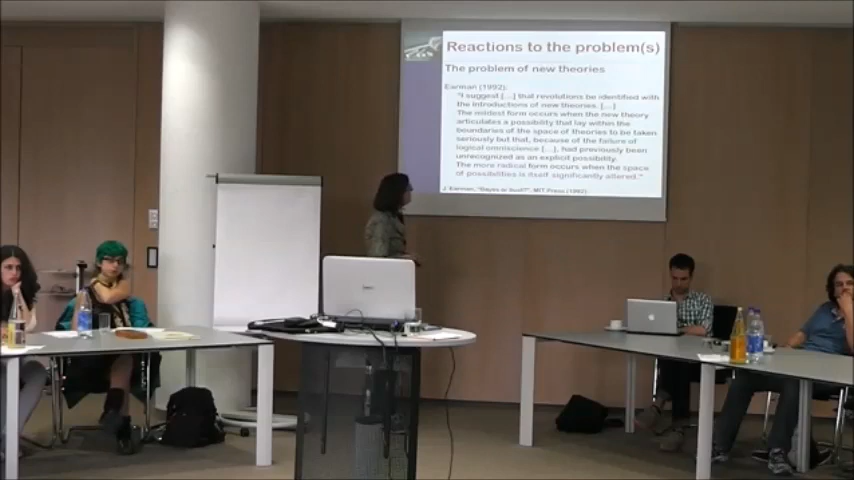 Reactions to the problem(s)
The problem of new theories
Earman (1992):
"I suggest [...] that revolutions be identified with
the introductions of new theories. [...]
The mildest form occurs when the new theory
articulates a possibility that lay within the
boundaries of the space of theories to be taken
seriously but that, because of the failure of
logical omniscience [...], had previously been
unrecognized as an explicit possibility.
The more radical form occurs when the space
of possibilities is itself significantly altered."
J. Earman, "Bayes or Bust?", MIT Press (1992)